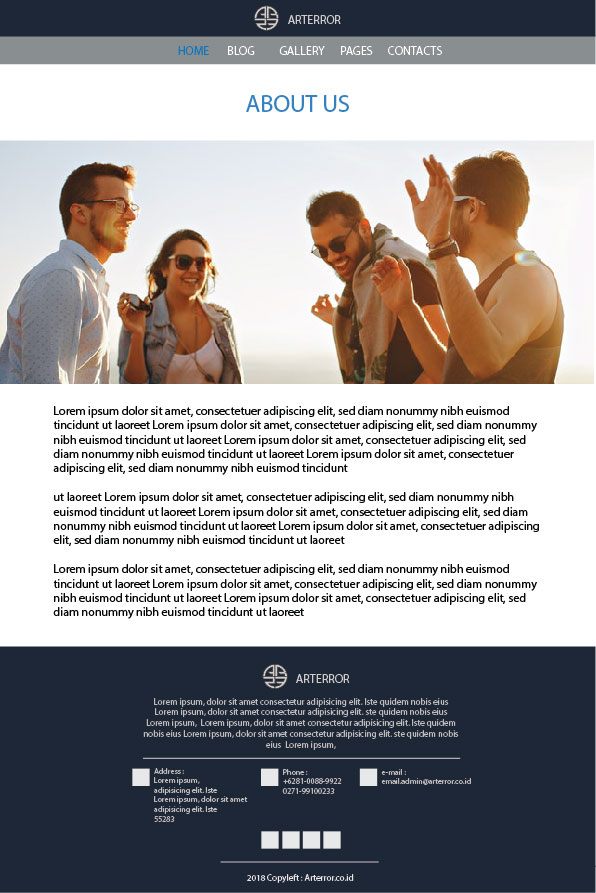 ARTERROR
HOME BLOG GALLERY PAGES CONTACTS
ABOUT US
Lorem ipsum dolor sit amet, consectetuer adipiscing elit, sed diam nonummy nibh euismod
tincidunt ut laoreet Lorem ipsum dolor sit amet, consectetuer adipiscing elit, sed diam nonummy
nibh euismod tincidunt ut laoreet Lorem ipsum dolor sit amet, consectetuer adipiscing elit, sed
diam nonummy nibh euismod tincidunt ut laoreet Lorem ipsum dolor sit amet, consectetuer
adipiscing elit, sed diam nonummy nibh euismod tincidunt
ut laoreet Lorem ipsum dolor sit amet, consectetuer adipiscing elit, sed diam nonummy nibh
euismod tincidunt ut laoreet Lorem ipsum dolor sit amet, consectetuer adipiscing elit, sed diam
nonummy nibh euismod tincidunt ut laoreet Lorem ipsum dolor sit amet, consectetuer adipiscing
elit, sed diam nonummy nibh euismod tincidunt ut laoreet
Lorem ipsum dolor sit amet, consectetuer adipiscing elit, sed diam nonummy nibh euismod
tincidunt ut laoreet Lorem ipsum dolor sit amet, consectetuer adipiscing elit, sed diam nonummy
nibh euismod tincidunt ut laoreet Lorem ipsum dolor sit amet, consectetuer adipiscing elit, sed
diam nonummy nibh euismod tincidunt ut laoreet
ARTERROR
Lorem ipsum, dolor sit amet consectetur adipisicing elit. Iste quidem nobis eius
Lorem ipsum, dolor sit amet consectetur adipisicing elit. ste quidem nobis eius
Lorem ipsum, Lorem ipsum, dolor sit amet consectetur adipisicing elit. Iste quidem
nobis eius Lorem ipsum, dolor sit amet consectetur adipisicing elit. ste quidem nobis
eius Lorem ipsum,
Address :
Lorem ipsum,
adipisicing elit. Iste
Lorem ipsum, dolor sit amet
adipisicing elit. Iste
55283
Phone :
+6281-0088-9922
0271-99100233
e-mail :
email.admin@arterror.co.id
2018 Copyleft : Arterror.co.id